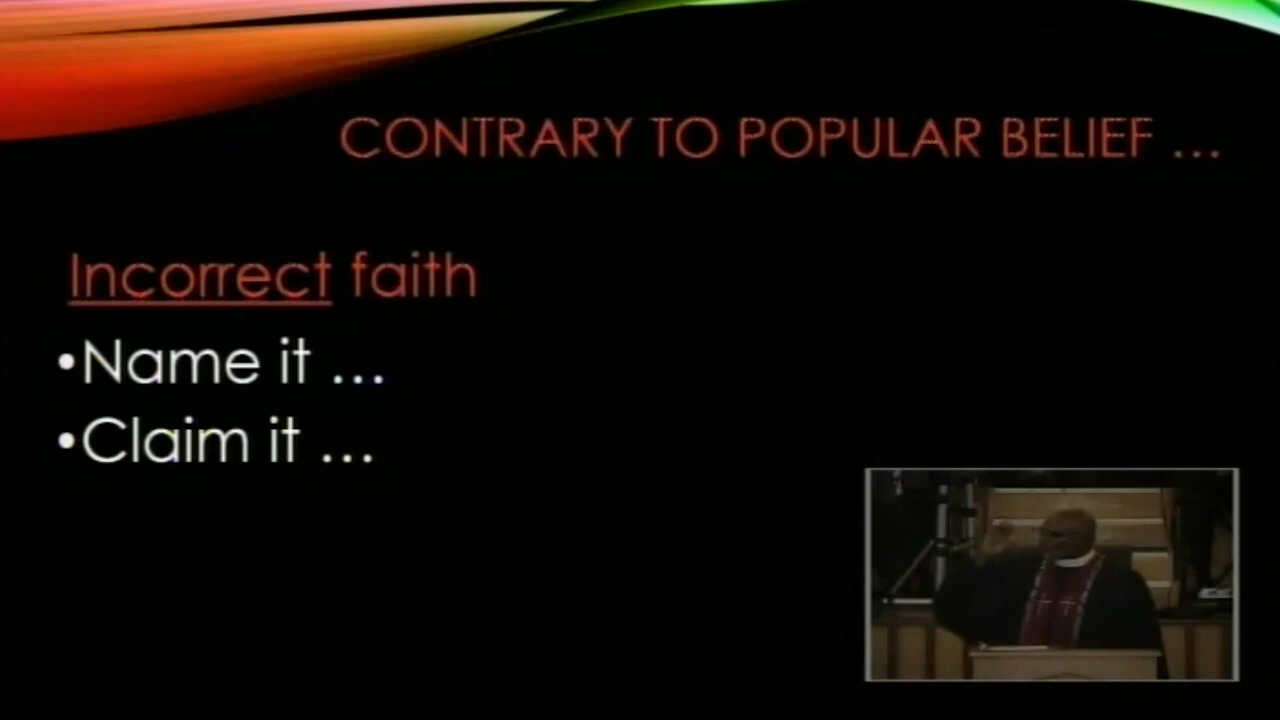 CONTRARY TO POPULAR BELIEF ...
Incorrect faith
•Name it ...
•Claim it ...